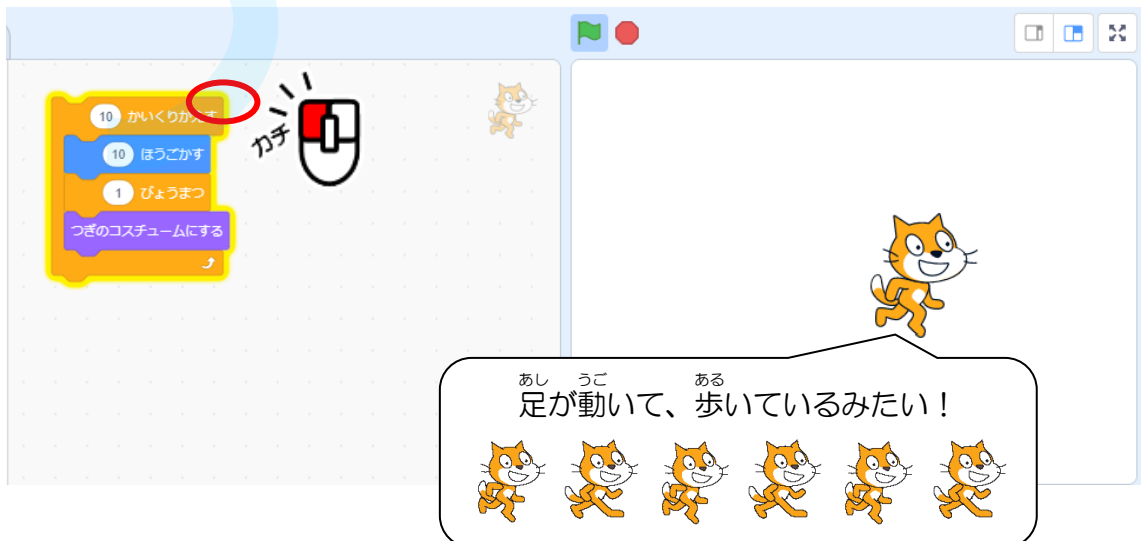 10 かいくりかえす
カチ
10 ほうごかす
1 びょうまつ
つぎのコスチュームにする
あし うご ある
足が動いて、歩いているみたい！